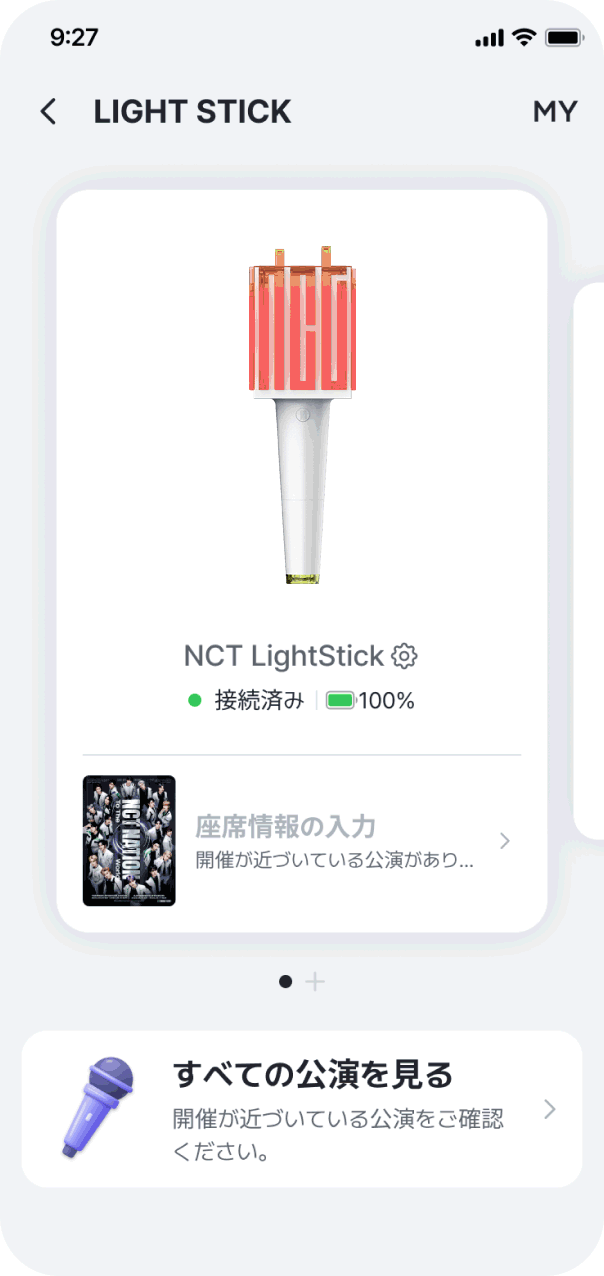 9:27
LIGHT STICK
MY
NCT LightStick
接続済み
100%
NCT NATION
To The World
座席情報の入力
開催が近づいている公演があり...
すべての公演を見る
開催が近づいている公演をご確認
ください。